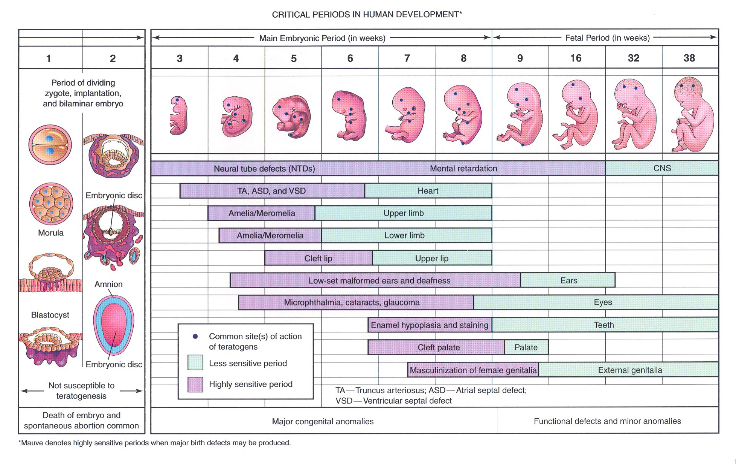 CRITICAL PERIODS IN HUMAN DEVELOPMENT*
Main Embryonic Period (in weeks)
Fetal Period (in weeks)
1 2 3 4 5 6 7 8 9 16 32 38
Period of dividing
zygote, implantation,
and bilaminar embryo
Embryonic disc
Morula
Amnion
Blastocyst
Embryonic disc
Not susceptible to
teratogenesis
Death of embryo and
spontaneous abortion common
Neural tube defects (NTDs) Mental retardation CNS
TA, ASD, and VSD Heart
Amelia/Meromelia Upper limb
Amelia/Meromelia Lower limb
Cleft lip Upper lip
Low-set malformed ears and deafness Ears
Microphthalmia, cataracts, glaucoma Eyes
Enamel hypoplasia and staining Teeth
Cleft palate Palate
Masculinization of female genitalia External genitalia
Common site(s) of action
of teratogens
Less sensitive period
Highly sensitive period
TA—Truncus arteriosus; ASD—Atrial septal defect;
VSD—Ventricular septal defect
Major congenital anomalies
Functional defects and minor anomalies
*Mauve denotes highly sensitive periods when major birth defects may be produced.